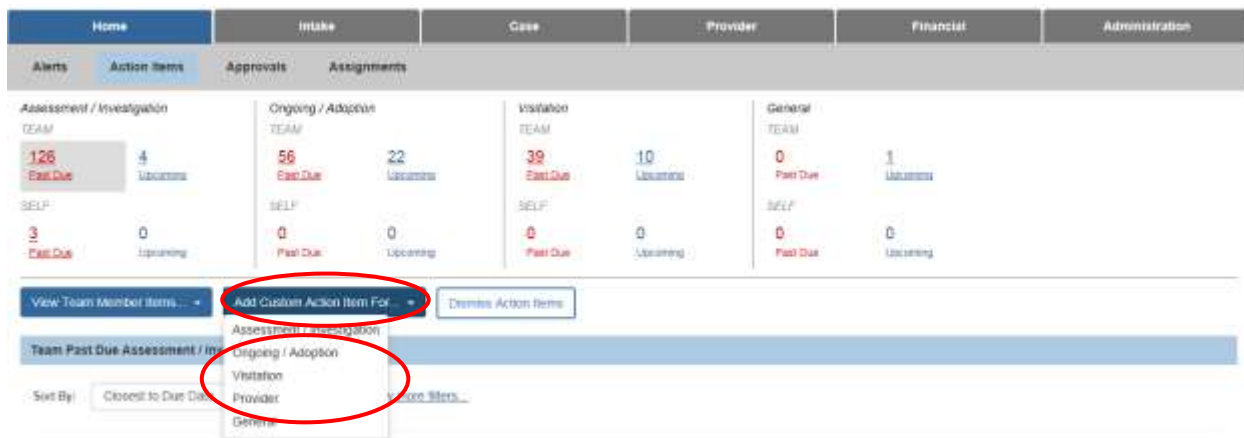 Home Intake Case Provider Financial Administration
Alerts Action Items Approvals Assignments
Assessment / Investigation Ongoing / Adoption Visitation General
TEAM TEAM TEAM TEAM
126 4 56 22 39 10 0 1
Past Due Upcoming Past Due Upcoming Past Due Upcoming Past Due Upcoming
SELF SELF SELF SELF
3 0 0 0 0 0 0 0
Past Due Upcoming Past Due Upcoming Past Due Upcoming Past Due Upcoming
View Team Member Items... Add Custom Action Item For... Dismiss Action Items
Assessment / Investigation
Team Past Due Assessment / Ongoing / Adoption
Visitation
Sort By: Closest to Due Date Provider more filters...
General